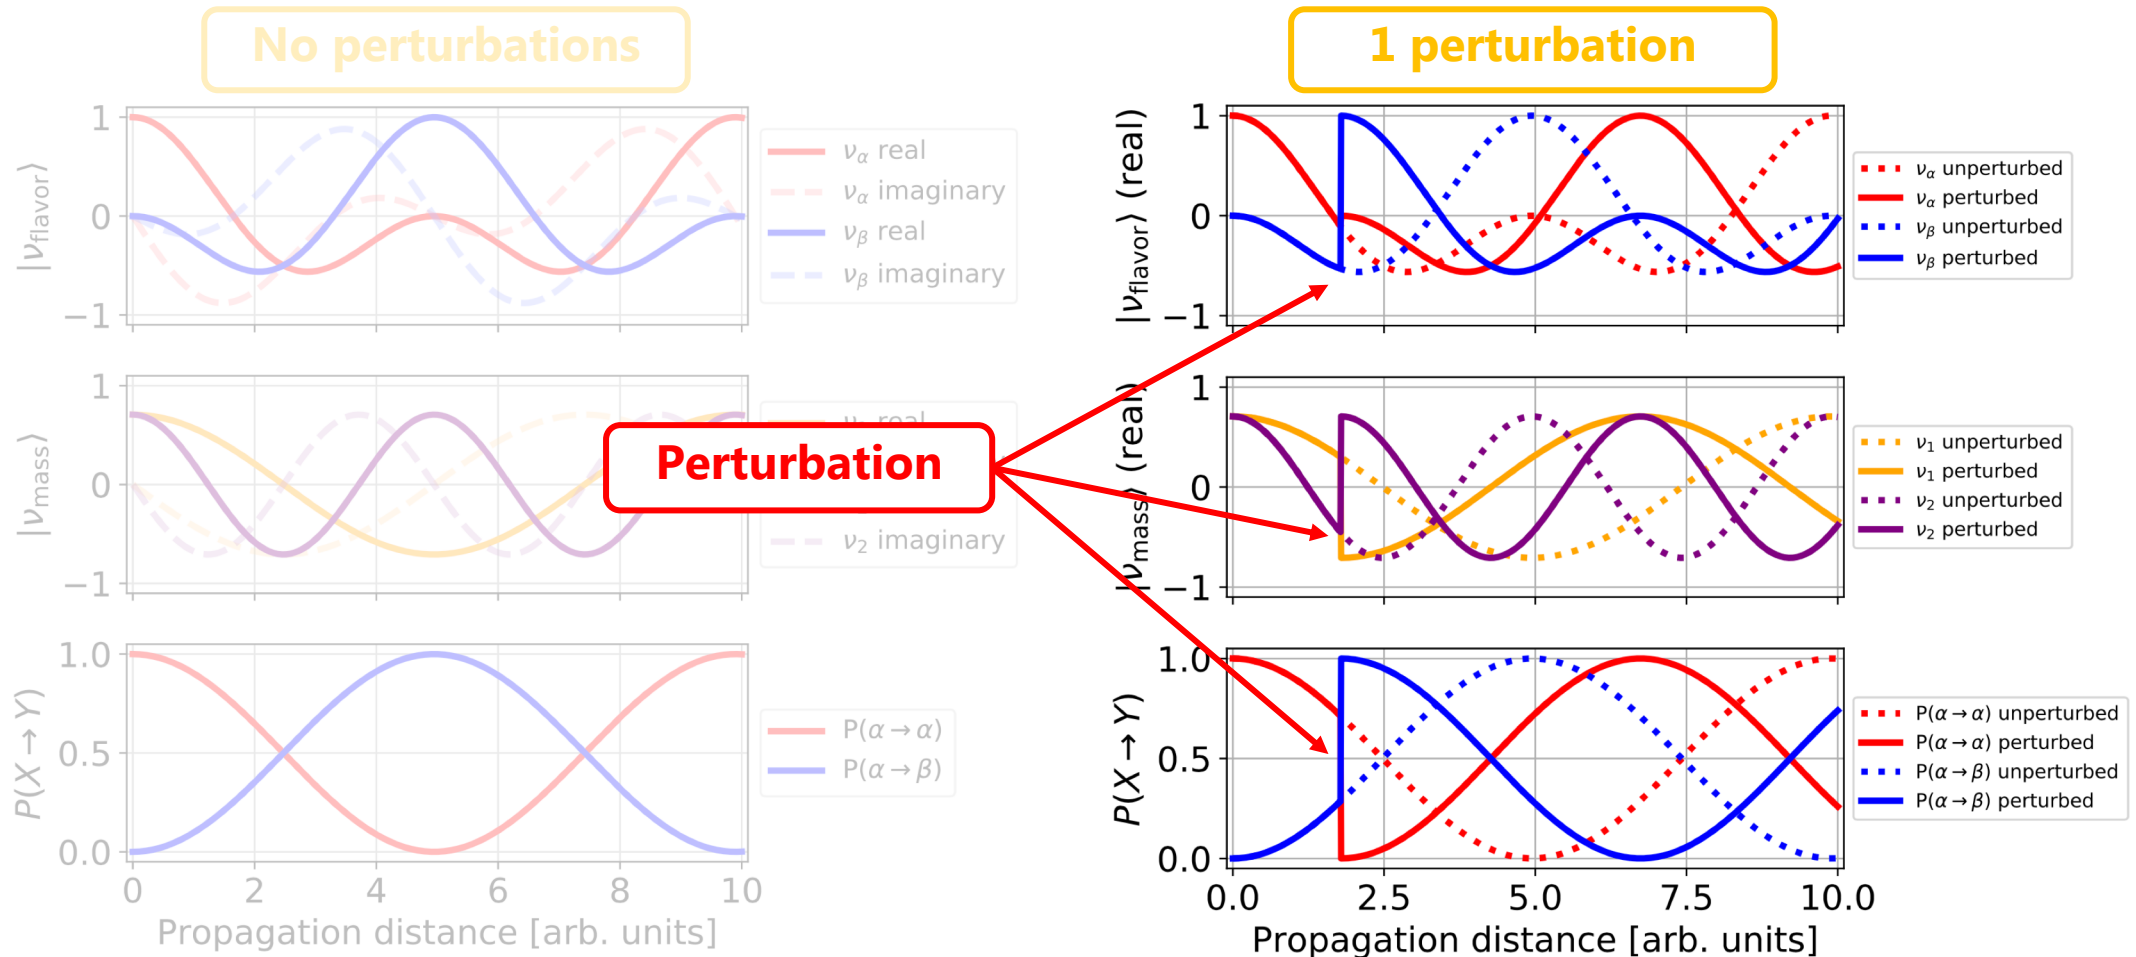 No perturbations
1 perturbation
|ν_flavor⟩
1
0
−1
ν_α real
ν_α imaginary
ν_β real
ν_β imaginary
|ν_mass⟩
1
0
−1
real
ν_2 imaginary
P(X → Y)
1.0
0.5
0.0
P(α → α)
P(α → β)
0
2
4
6
8
10
Propagation distance [arb. units]
Perturbation
|ν_flavor⟩ (real)
1
0
−1
ν_α unperturbed
ν_α perturbed
ν_β unperturbed
ν_β perturbed
|ν_mass⟩ (real)
1
0
−1
ν_1 unperturbed
ν_1 perturbed
ν_2 unperturbed
ν_2 perturbed
P(X → Y)
1.0
0.5
0.0
P(α → α) unperturbed
P(α → α) perturbed
P(α → β) unperturbed
P(α → β) perturbed
0.0
2.5
5.0
7.5
10.0
Propagation distance [arb. units]